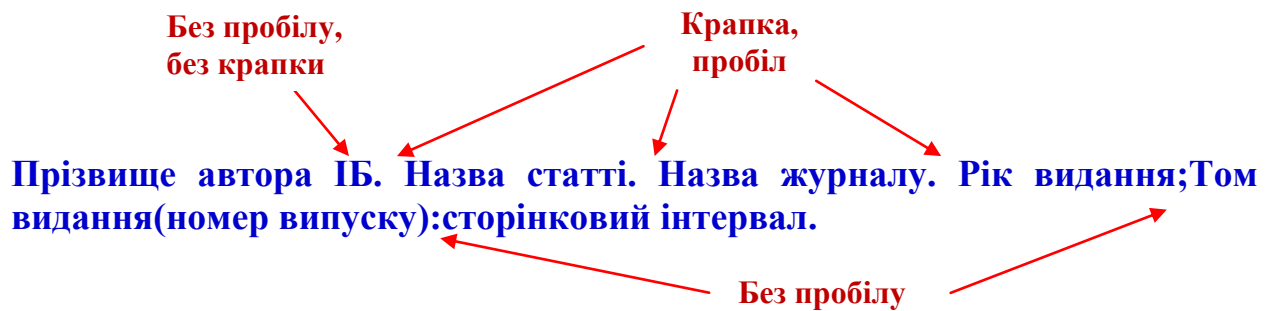 Без пробілу,
без крапки
Крапка,
пробіл
Прізвище автора ІБ. Назва статті. Назва журналу. Рік видання;Том
видання(номер випуску):сторінковий інтервал.
Без пробілу